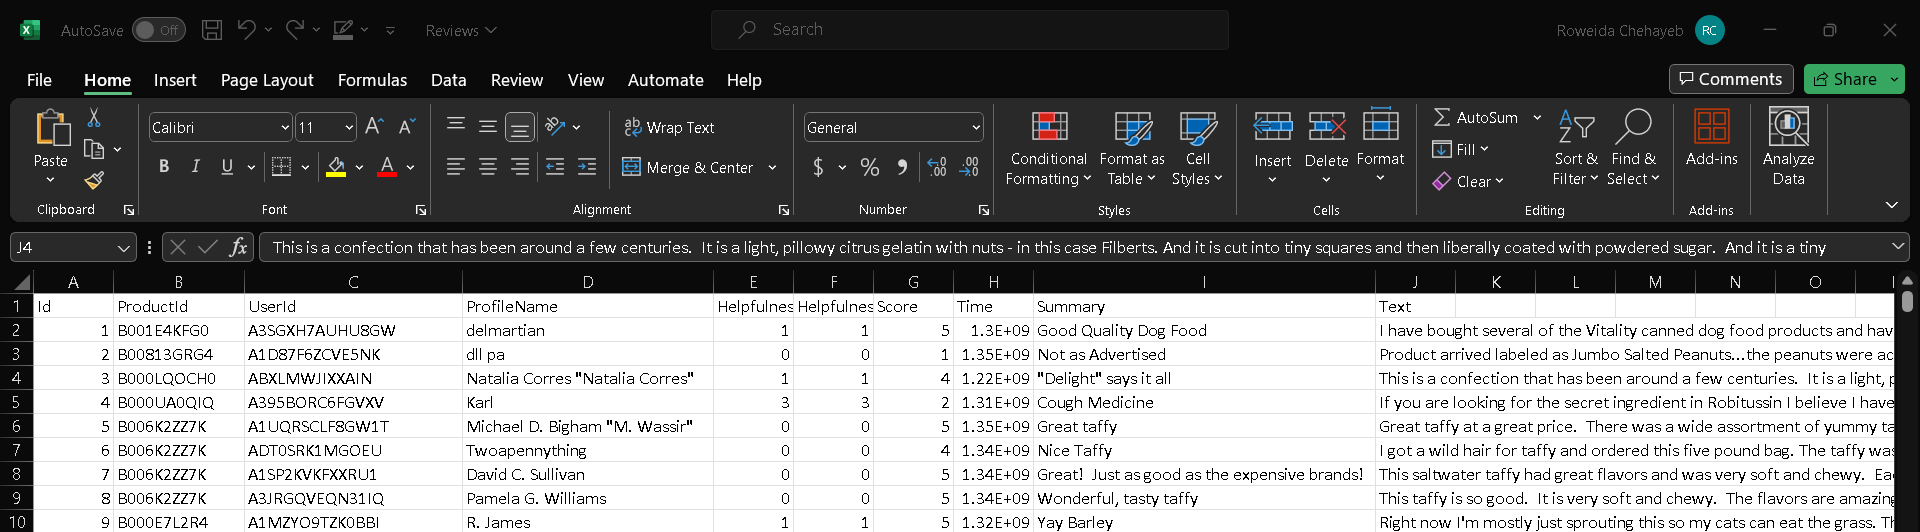 AutoSave Off Reviews Search Roweida Chehayeb RC
File Home Insert Page Layout Formulas Data Review View Automate Help Comments Share
Paste
Clipboard
Calibri 11
B I U A
Font
Wrap Text
Merge & Center
Alignment
General
$ % 9 .00 .00
Number
Conditional Formatting Format as Table Cell Styles
Styles
Insert Delete Format
Cells
AutoSum
Fill
Clear
Sort & Filter Find & Select
Editing
Add-ins
Add-ins
Analyze Data
J4 fx This is a confection that has been around a few centuries. It is a light, pillowy citrus gelatin with nuts - in this case Filberts. And it is cut into tiny squares and then liberally coated with powdered sugar. And it is a tiny
A B C D E F G H I J K L M N O
1 Id ProductId UserId ProfileName Helpfulnes Helpfulnes Score Time Summary Text
2 1 B001E4KFG0 A3SGXH7AUHU8GW delmartian 1 1 5 1.3E+09 Good Quality Dog Food I have bought several of the Vitality canned dog food products and hav
3 2 B00813GRG4 A1D87F6ZCVE5NK dll pa 0 0 1 1.35E+09 Not as Advertised Product arrived labeled as Jumbo Salted Peanuts...the peanuts were ac
4 3 B000LQOCH0 ABXLMWJIXXAIN Natalia Corres "Natalia Corres" 1 1 4 1.22E+09 "Delight" says it all This is a confection that has been around a few centuries. It is a light, p
5 4 B000UA0QIQ A395BORC6FGVXV Karl 3 3 2 1.31E+09 Cough Medicine If you are looking for the secret ingredient in Robitussin I believe I have
6 5 B006K2ZZ7K A1UQRSCLF8GW1T Michael D. Bigham "M. Wassir" 0 0 5 1.35E+09 Great taffy Great taffy at a great price. There was a wide assortment of yummy ta
7 6 B006K2ZZ7K ADT0SRK1MGOEU Twoapennything 0 0 4 1.34E+09 Nice Taffy I got a wild hair for taffy and ordered this five pound bag. The taffy was
8 7 B006K2ZZ7K A1SP2KVKFXXRU1 David C. Sullivan 0 0 5 1.34E+09 Great! Just as good as the expensive brands! This saltwater taffy had great flavors and was very soft and chewy. Eac
9 8 B006K2ZZ7K A3JRGQVEQN31IQ Pamela G. Williams 0 0 5 1.34E+09 Wonderful, tasty taffy This taffy is so good. It is very soft and chewy. The flavors are amazing
10 9 B000E7L2R4 A1MZYO9TZK0BBI R. James 1 1 5 1.32E+09 Yay Barley Right now I'm mostly just sprouting this so my cats can eat the grass. Th